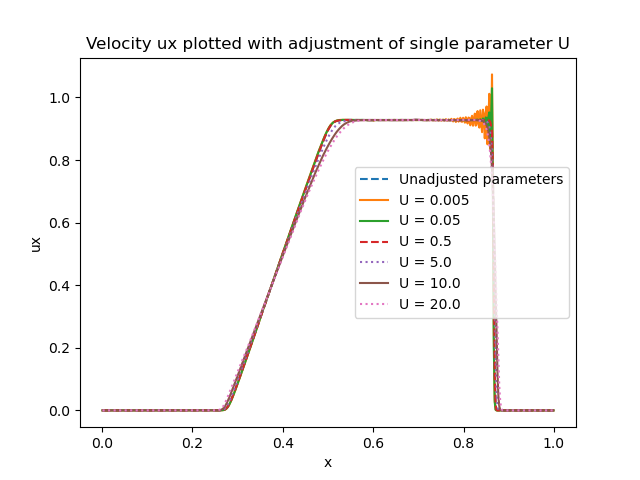 Velocity ux plotted with adjustment of single parameter U
ux
1.0
0.8
0.6
0.4
0.2
0.0
Unadjusted parameters
U = 0.005
U = 0.05
U = 0.5
U = 5.0
U = 10.0
U = 20.0
0.0 0.2 0.4 0.6 0.8 1.0
x